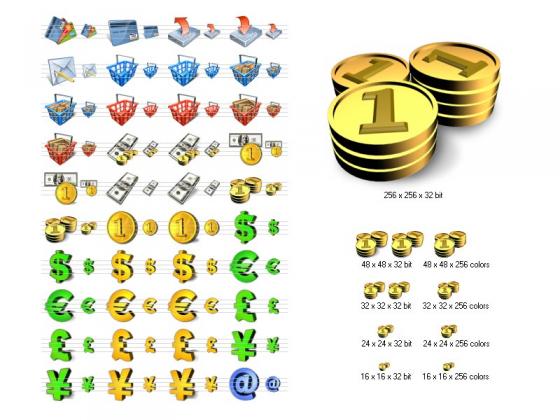 256 x 256 x 32 bit
48 x 48 x 32 bit 48 x 48 x 256 colors
32 x 32 x 32 bit 32 x 32 x 256 colors
24 x 24 x 32 bit 24 x 24 x 256 colors
16 x 16 x 32 bit 16 x 16 x 256 colors